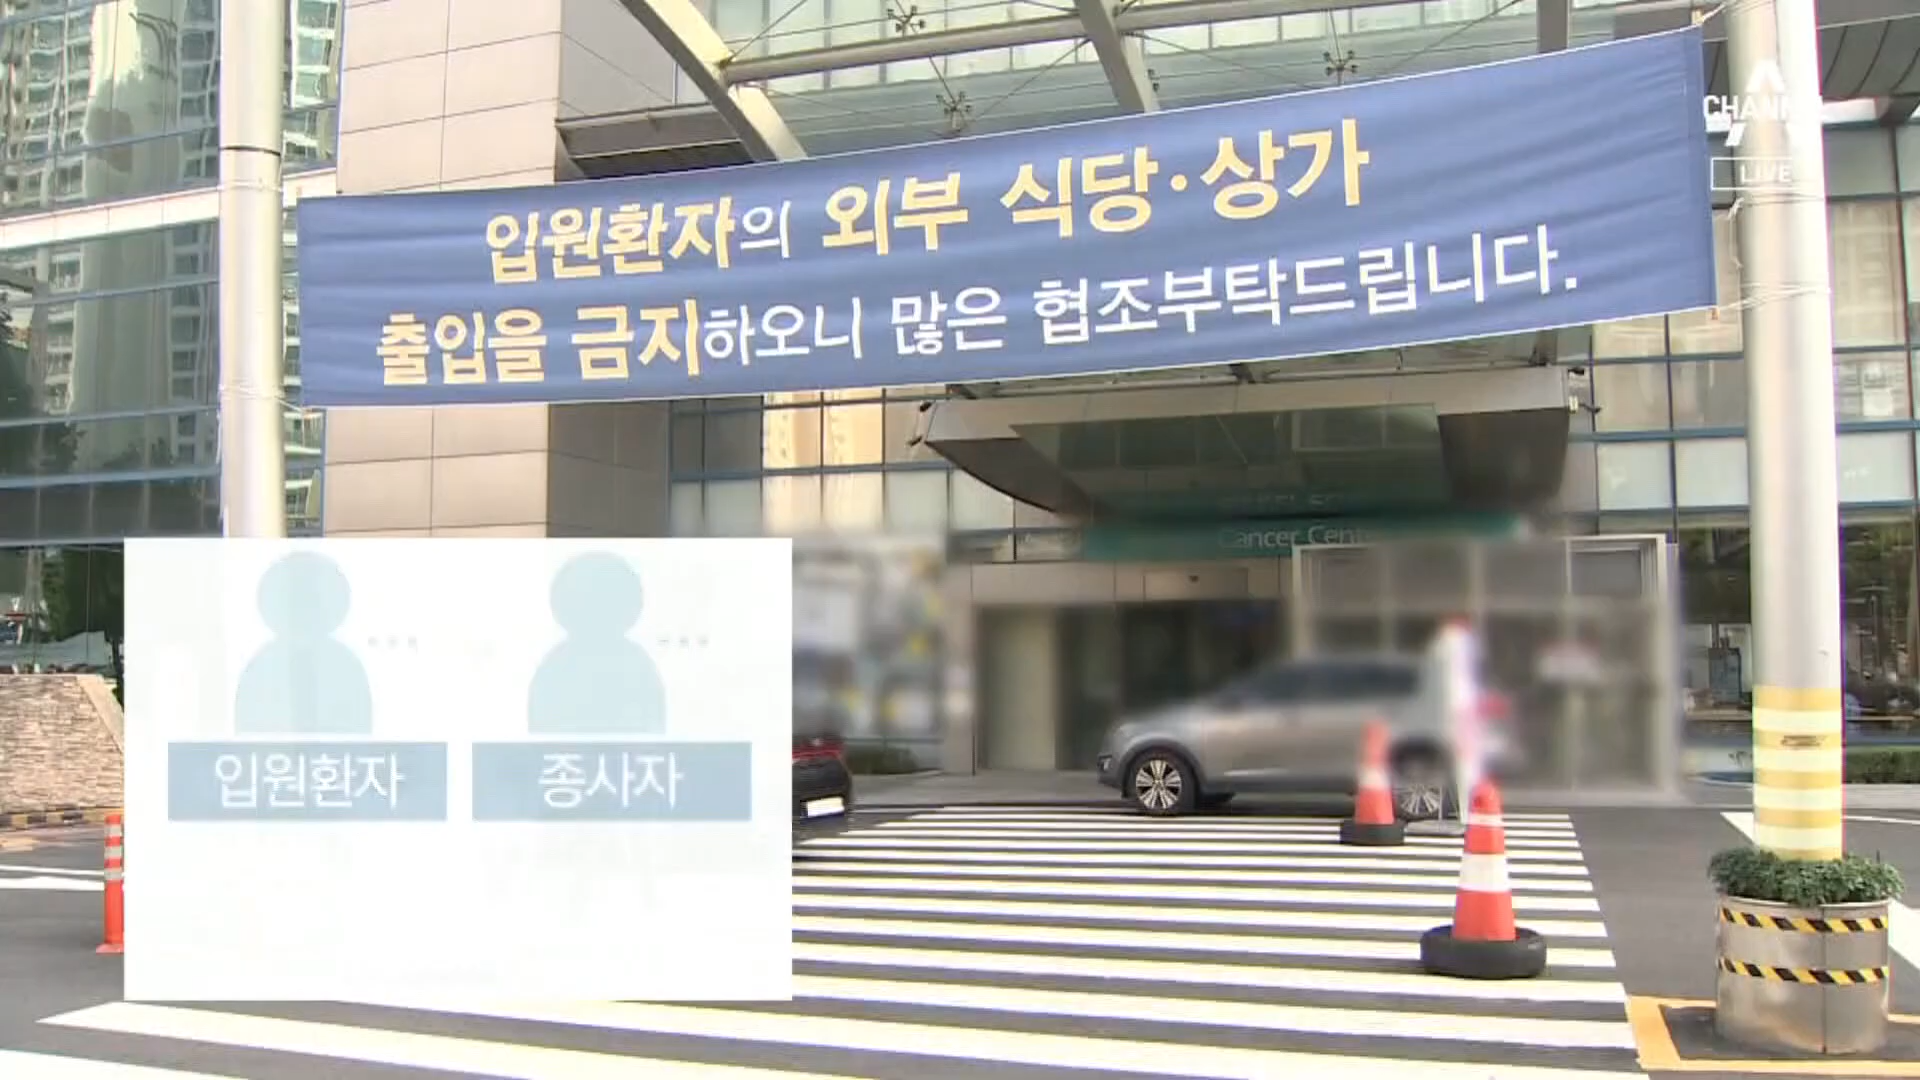 입원환자의 외부 식당·상가
출입을 금지하오니 많은 협조부탁드립니다.
LIVE
Cancer
입원환자
종사자